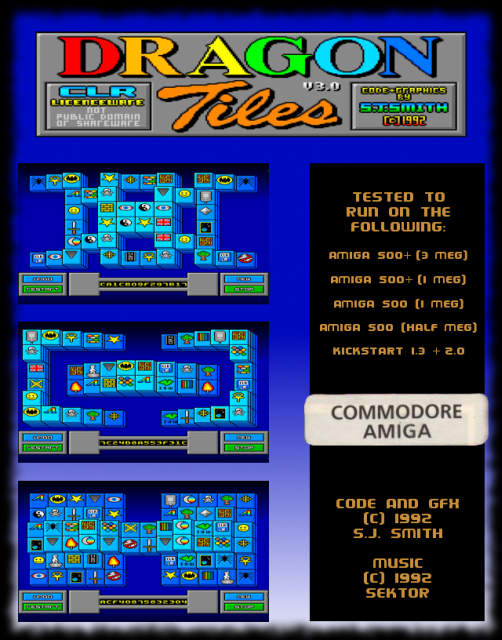 DRAGON
Tiles
V3.0
CLR
LICENCEWARE
NOT
PUBLIC DOMAIN
OR SHAREWARE
CODE+GRAPHICS
BY
S.J.SMITH
(C)1992
TESTED TO
RUN ON THE
FOLLOWING:
AMIGA 500+ (3 MEG)
AMIGA 500+ (1 MEG)
AMIGA 500 (1 MEG)
AMIGA 500 (HALF MEG)
KICKSTART 1.3 + 2.0
COMMODORE
AMIGA
CODE AND GFX
(C) 1992
S.J. SMITH
MUSIC
(C) 1992
SEKTOR